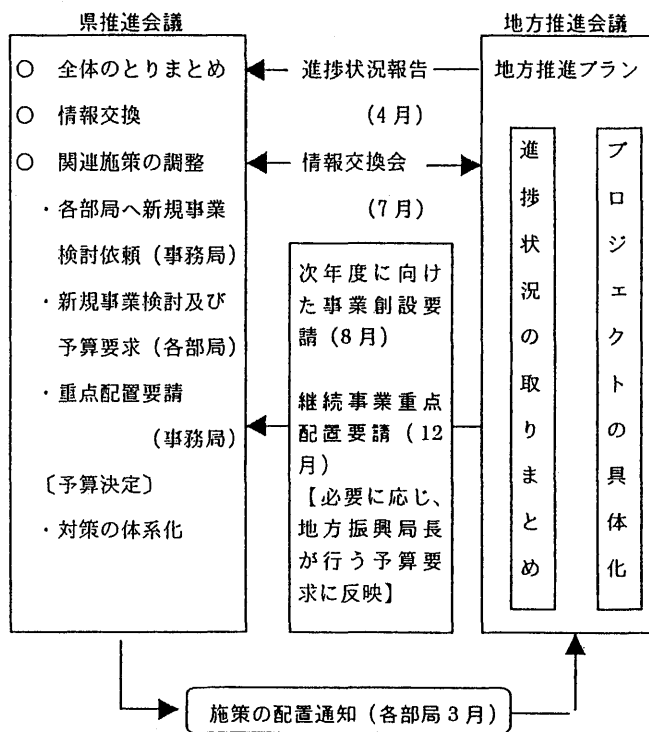 県推進会議
○ 全体のとりまとめ
○ 情報交換
○ 関連施策の調整
・各部局へ新規事業
検討依頼（事務局）
・新規事業検討及び
予算要求（各部局）
・重点配置要請
（事務局）
〔予算決定〕
・対策の体系化
進捗状況報告
（4月）
情報交換会
（7月）
次年度に向け
た事業創設要
請（8月）
継続事業重点
配置要請（12
月）
【必要に応じ、
地方振興局長
が行う予算要
求に反映】
地方推進会議
地方推進プラン
進捗状況の取りまとめ
プロジェクトの具体化
施策の配置通知（各部局3月）